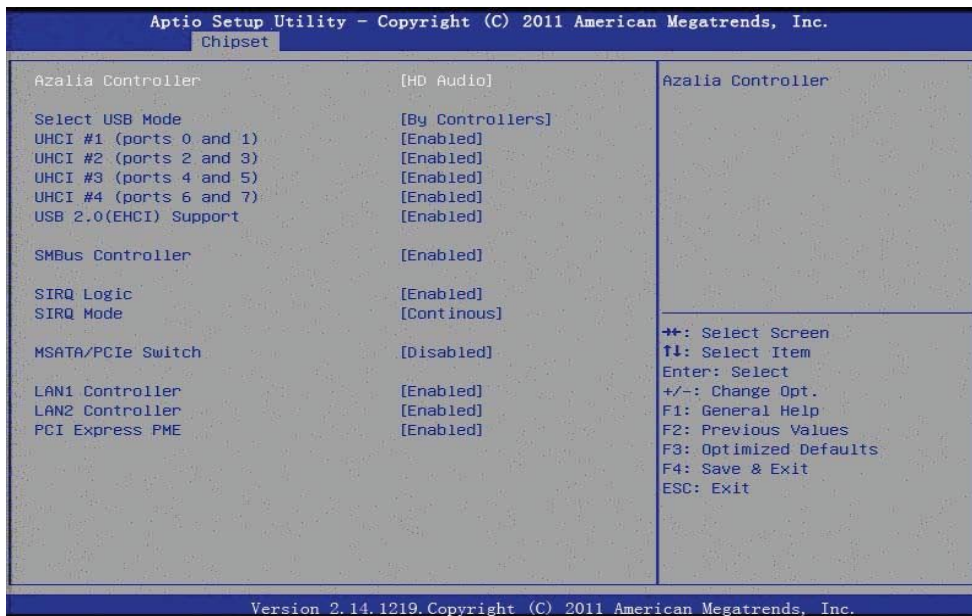 Aptio Setup Utility - Copyright (C) 2011 American Megatrends, Inc.
Chipset
Azalia Controller [HD Audio]
Select USB Mode [By Controllers]
UHCI #1 (ports 0 and 1) [Enabled]
UHCI #2 (ports 2 and 3) [Enabled]
UHCI #3 (ports 4 and 5) [Enabled]
UHCI #4 (ports 6 and 7) [Enabled]
USB 2.0(EHCI) Support [Enabled]
SMBus Controller [Enabled]
SIRQ Logic [Enabled]
SIRQ Mode [Continous]
MSATA/PCIe Switch [Disabled]
LAN1 Controller [Enabled]
LAN2 Controller [Enabled]
PCI Express PME [Enabled]
Azalia Controller
→←: Select Screen
↑↓: Select Item
Enter: Select
+/-: Change Opt.
F1: General Help
F2: Previous Values
F3: Optimized Defaults
F4: Save & Exit
ESC: Exit
Version 2.14.1219. Copyright (C) 2011 American Megatrends, Inc.